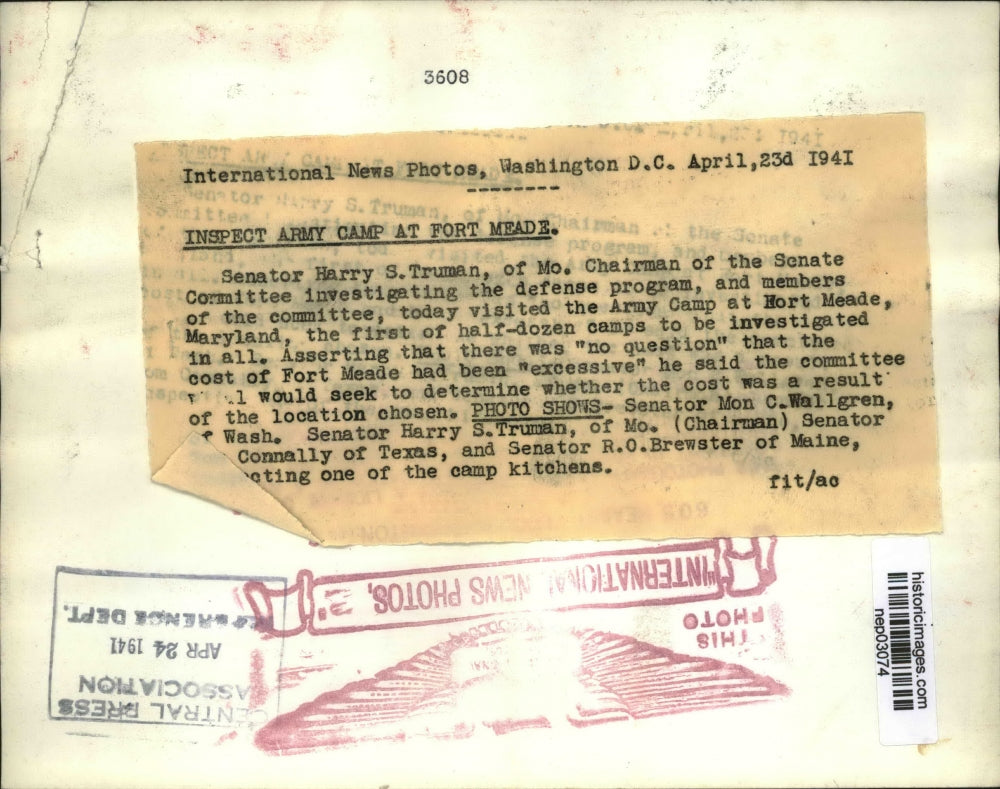 3608
International News Photos, Washington D.C. April,23d I94I
--------
INSPECT ARMY CAMP AT FORT MEADE.
Senator Harry S.Truman, of Mo. Chairman of the Senate
Committee investigating the defense program, and members
of the committee, today visited the Army Camp at Fort Meade,
Maryland, the first of half-dozen camps to be investigated
in all. Asserting that there was "no question" that the
cost of Fort Meade had been "excessive" he said the committee
would seek to determine whether the cost was a result
of the location chosen. PHOTO SHOWS- Senator Mon C.Wallgren,
Wash. Senator Harry S.Truman, of Mo. (Chairman) Senator
Connally of Texas, and Senator R.O.Brewster of Maine,
cting one of the camp kitchens.
fit/ac
"INTERNATIONAL NEWS PHOTOS,
THIS
PHOTO
CENTRAL PRESS
ASSOCIATION
APR 24 1941
DEPT.
historicimages.com
nep03074